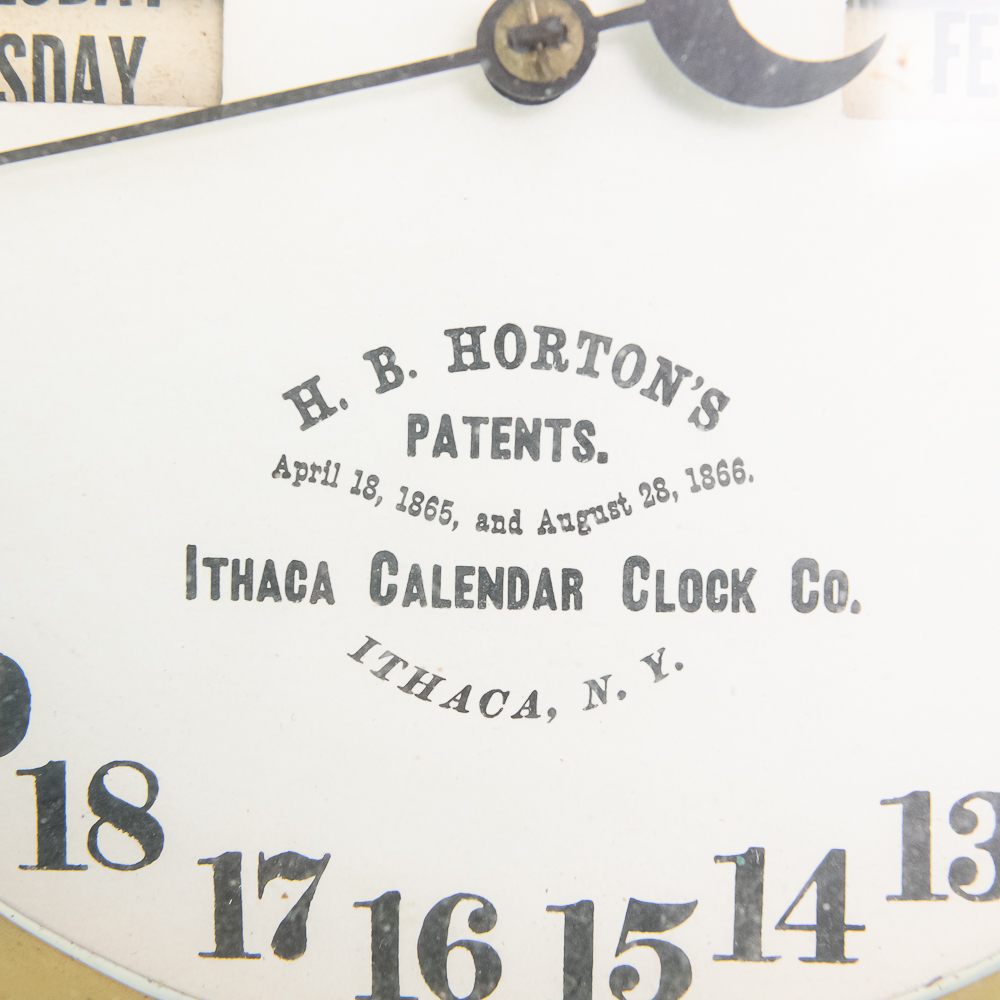 SDAY
FE
H. B. HORTON'S
PATENTS.
April 18, 1865, and August 28, 1866.
ITHACA CALENDAR CLOCK CO.
ITHACA, N. Y.
18
17
16
15
14
13